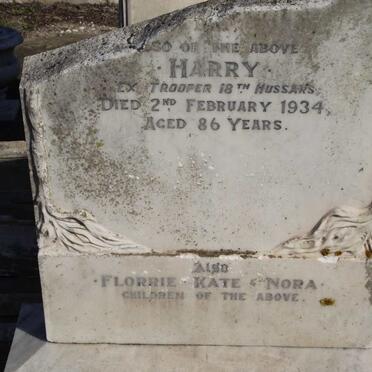 ALSO OF THE ABOVE
· HARRY ·
EX TROOPER 18TH HUSSARS
DIED 2ND FEBRUARY 1934
AGED 86 YEARS.
ALSO
· FLORRIE · KATE & NORA ·
CHILDREN OF THE ABOVE.